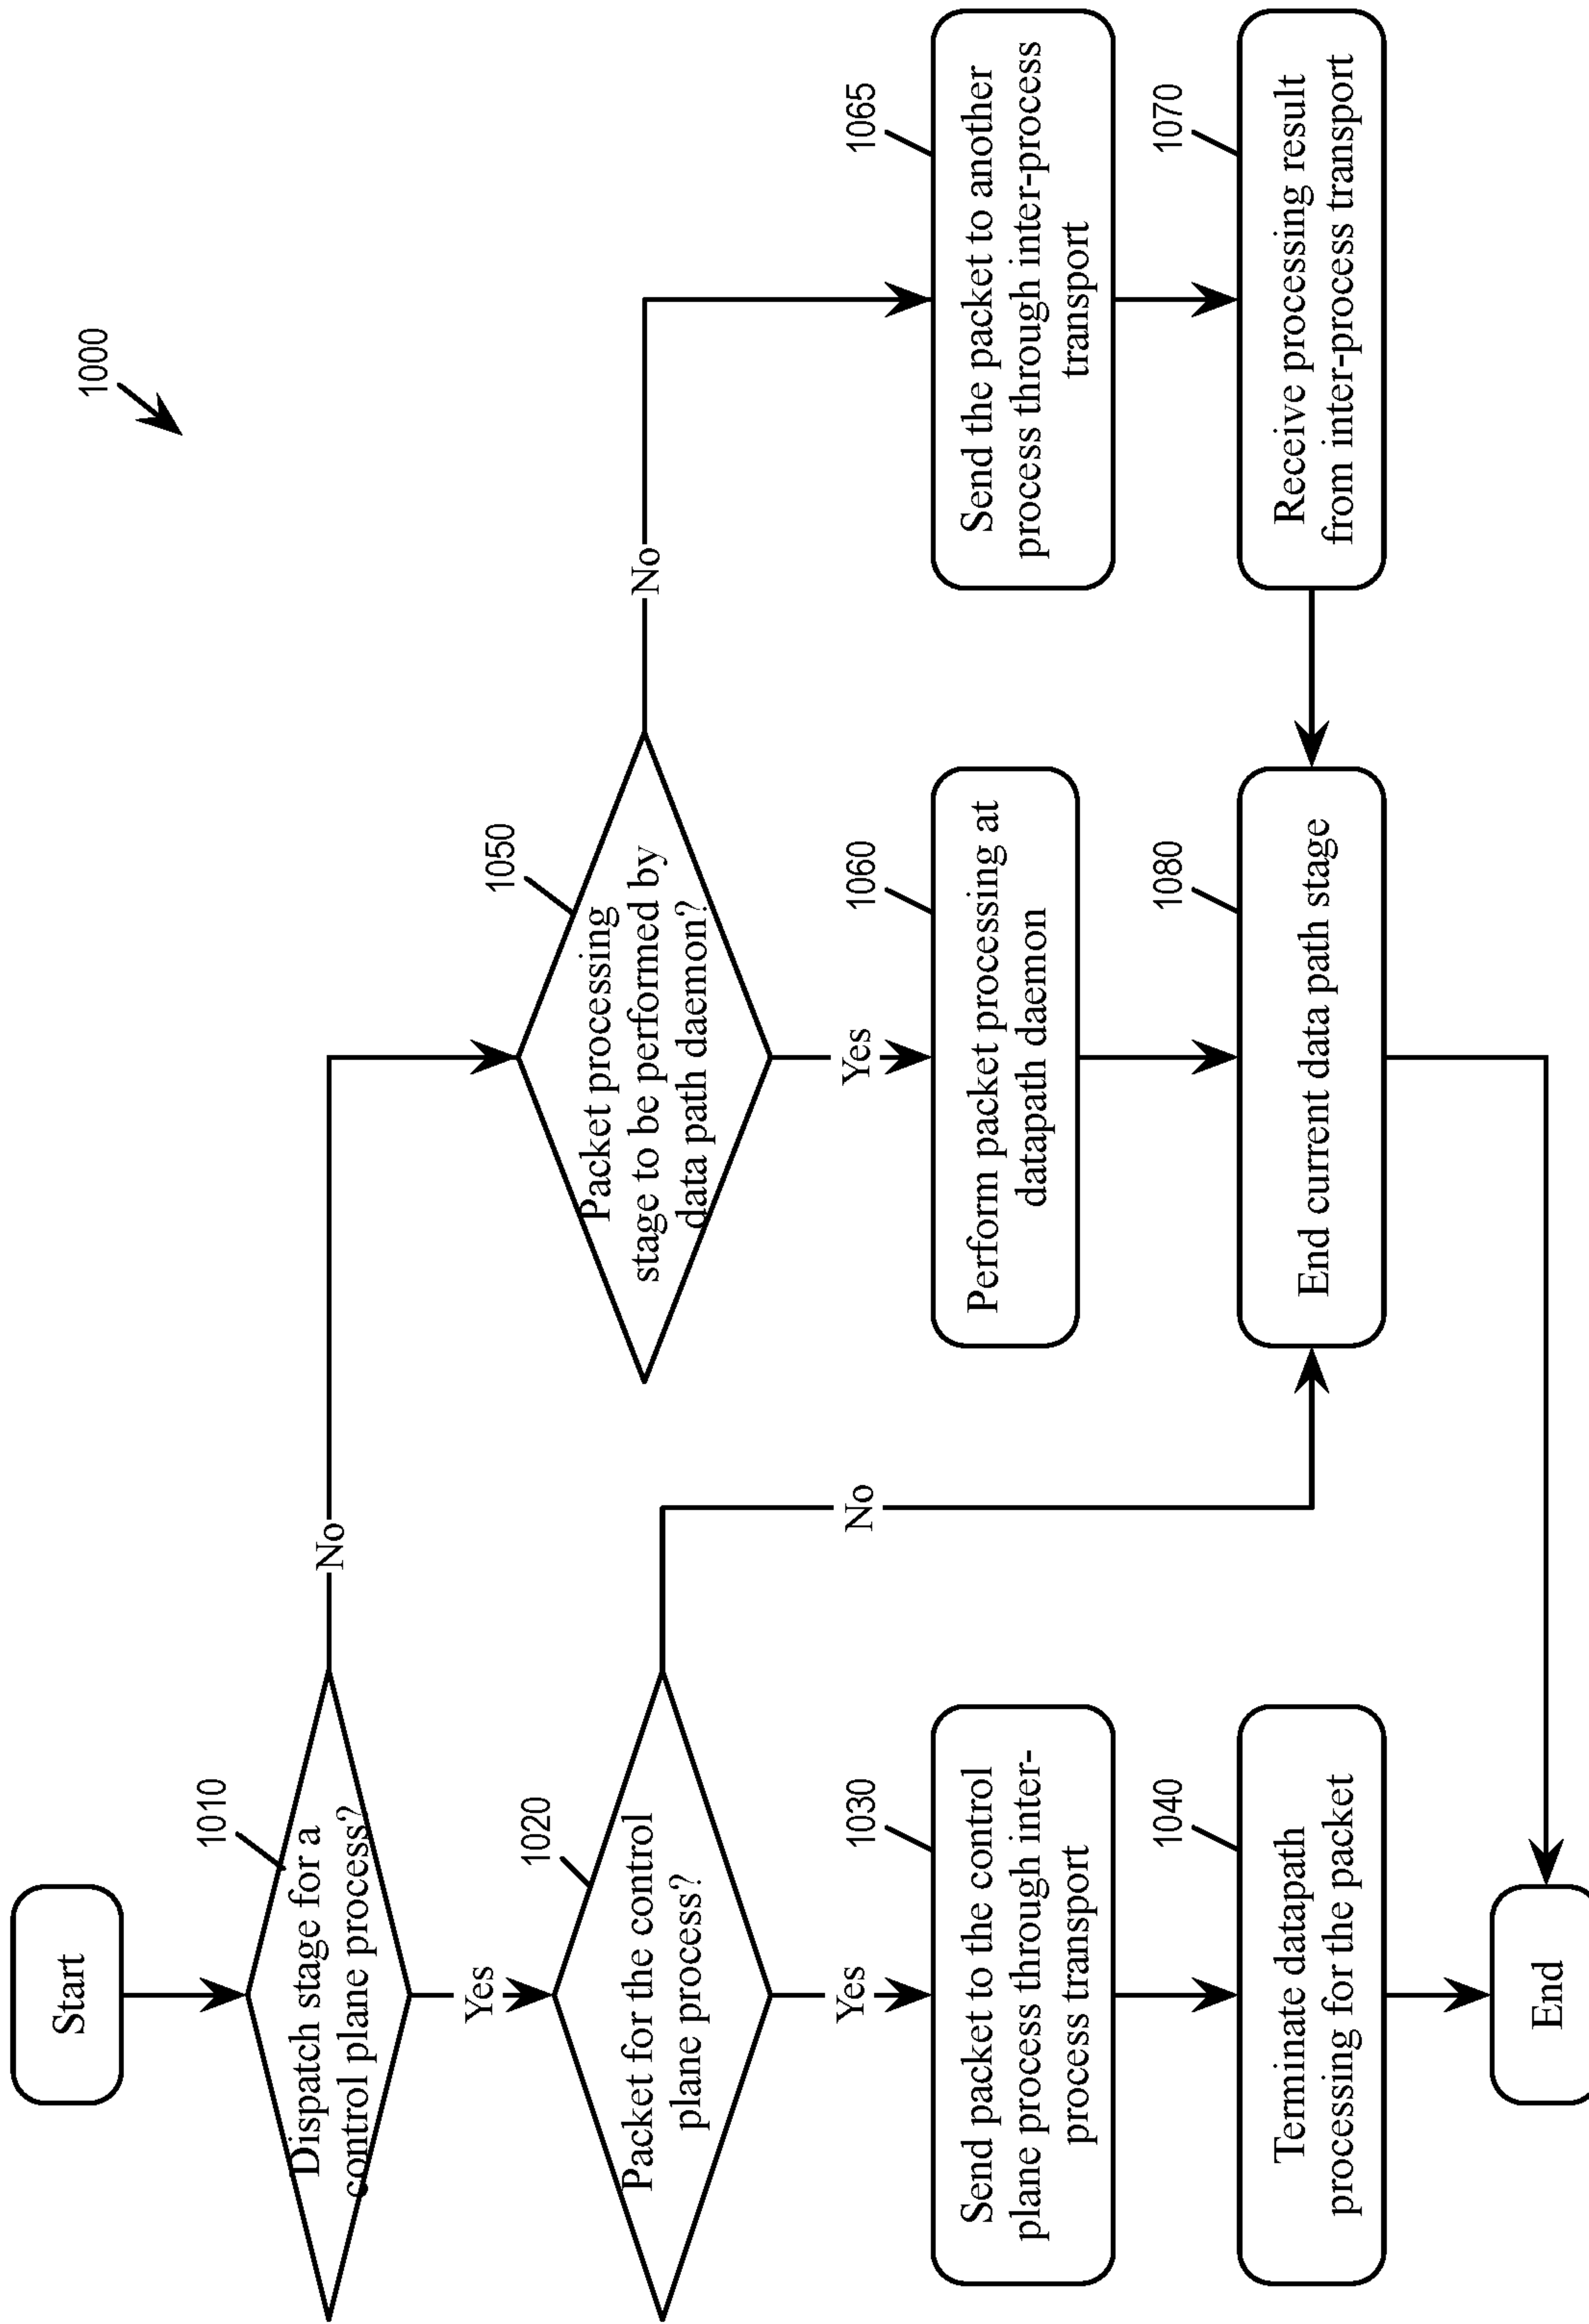 1000
Start
1010
Dispatch stage for a
control plane process?
No
Yes
1020
Packet for the control
plane process?
No
Yes
1030
Send packet to the control
plane process through inter-
process transport
1040
Terminate datapath
processing for the packet
1050
Packet processing
stage to be performed by
data path daemon?
No
Yes
1060
Perform packet processing at
datapath daemon
1065
Send the packet to another
process through inter-process
transport
1070
Receive processing result
from inter-process transport
1080
End current data path stage
End